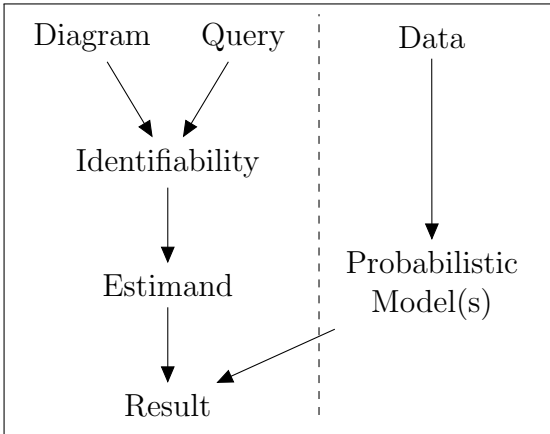 Diagram
Query
Data
Identifiability
Probabilistic
Model(s)
Estimand
Result